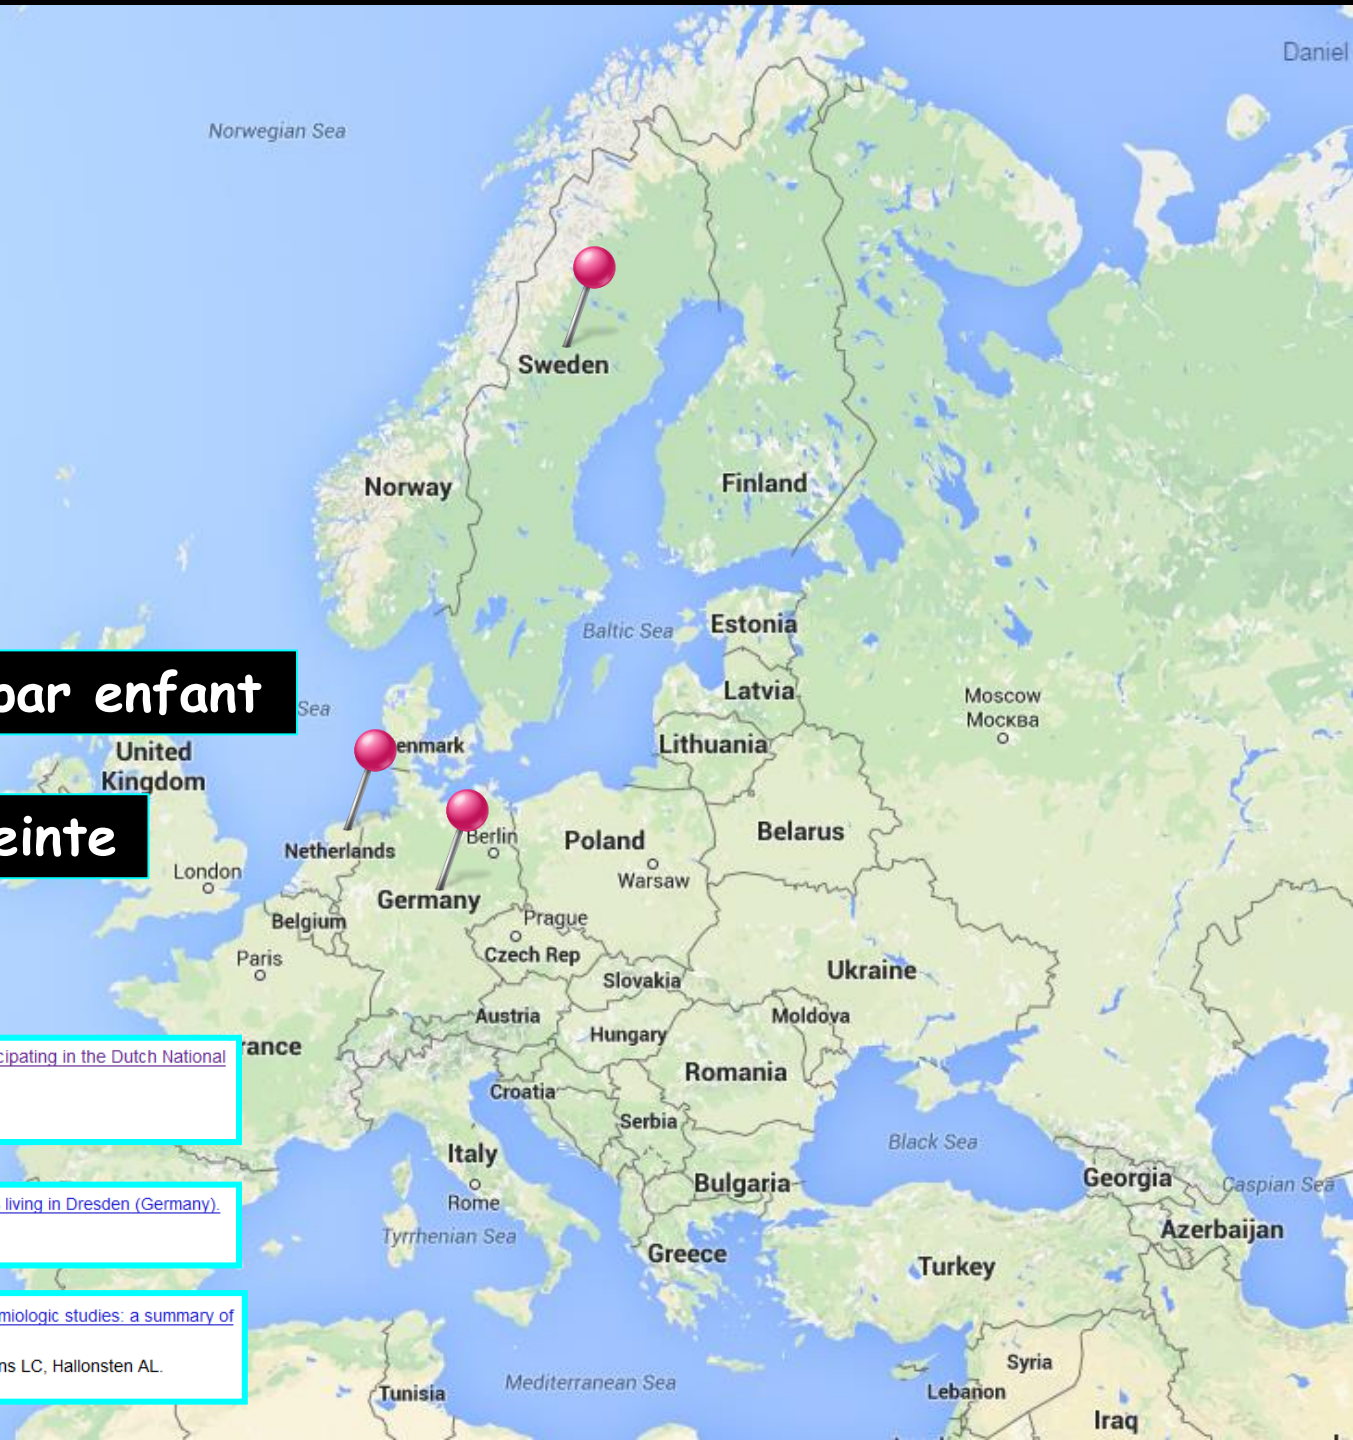 Daniel
Norwegian Sea
Sweden
Norway
Finland
Baltic Sea
Estonia
par enfant
Sea
Latvia
Moscow
Москва
United
Kingdom
enmark
Lithuania
einte
London
Netherlands
Berlin
Poland
Warsaw
Belarus
Germany
Belgium
Prague
Czech Rep
Paris
Slovakia
Ukraine
Austria
Moldova
Hungary
rance
cipating in the Dutch National
Romania
Croatia
Serbia
Italy
Rome
Black Sea
Bulgaria
Georgia
Caspian Sea
living in Dresden (Germany).
Tyrrhenian Sea
Greece
Azerbaijan
Turkey
miologic studies: a summary of
ns LC, Hallonsten AL.
Syria
Tunisia
Mediterranean Sea
Lebanon
Iraq